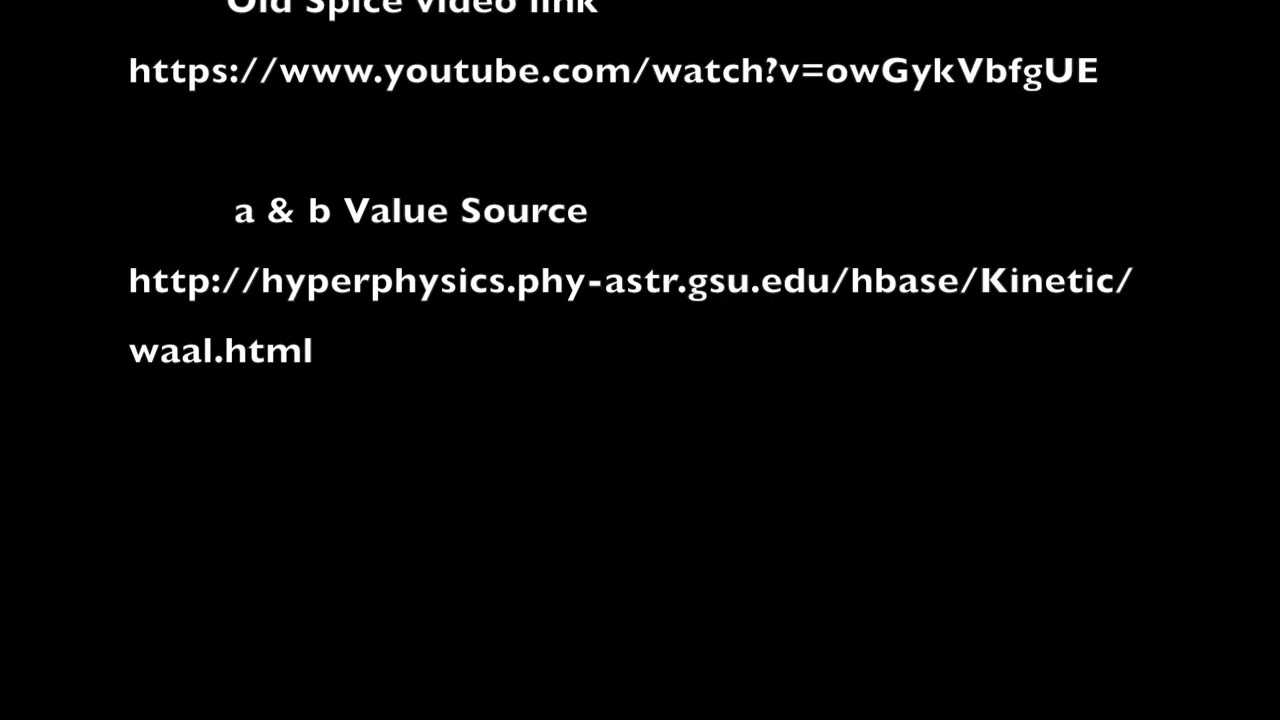 Old Spice video link
https://www.youtube.com/watch?v=owGykVbfgUE
a & b Value Source
http://hyperphysics.phy-astr.gsu.edu/hbase/Kinetic/
waal.html